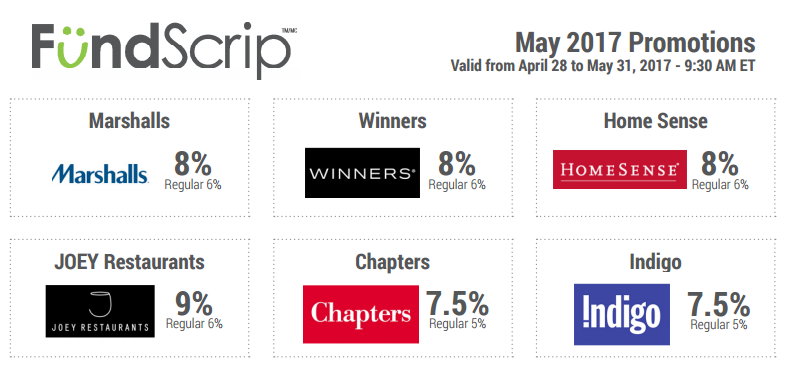 FundScrip TM/MC
May 2017 Promotions
Valid from April 28 to May 31, 2017 - 9:30 AM ET
Marshalls
Marshalls.
8%
Regular 6%
Winners
WINNERS®
8%
Regular 6%
Home Sense
HOMESENSE®
8%
Regular 6%
JOEY Restaurants
JOEY RESTAURANTS
9%
Regular 6%
Chapters
Chapters
7.5%
Regular 5%
Indigo
!ndigo
7.5%
Regular 5%